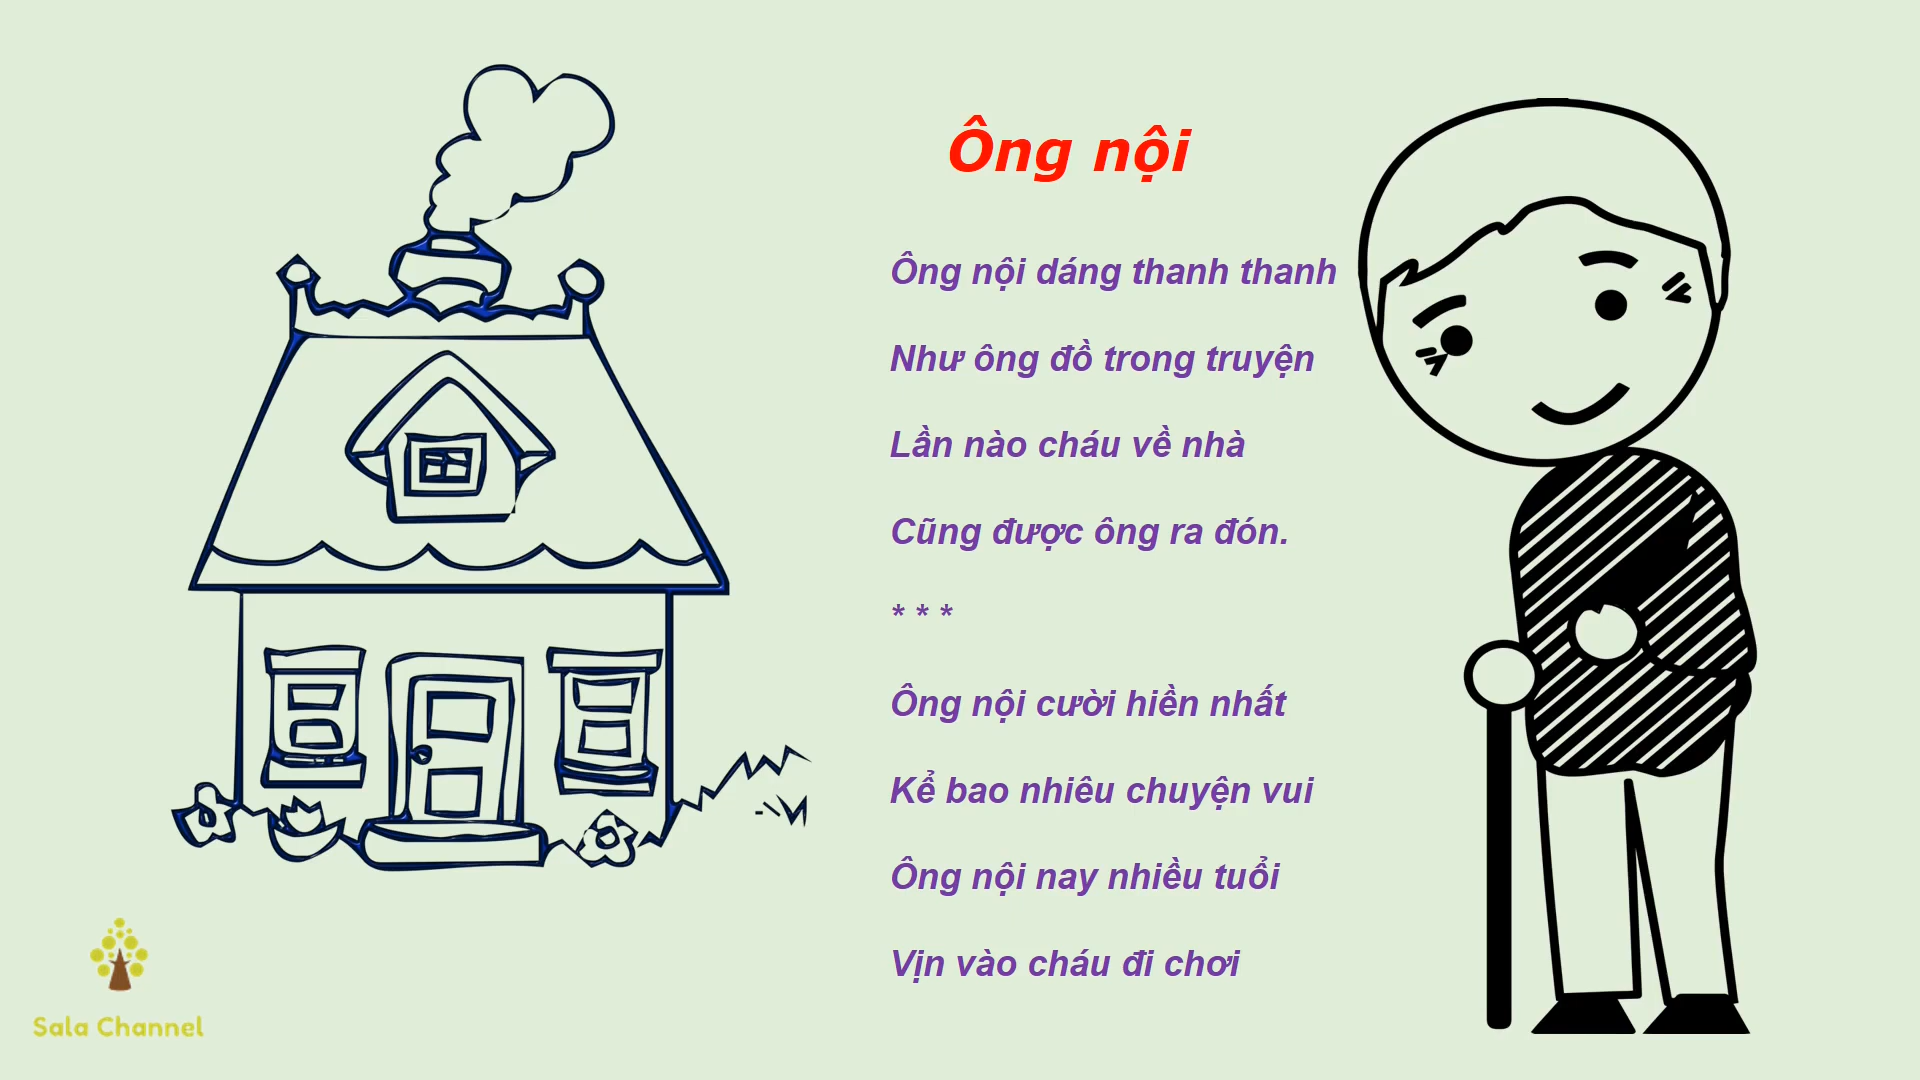 Ông nội
Ông nội dáng thanh thanh
Như ông đồ trong truyện
Lần nào cháu về nhà
Cũng được ông ra đón.
* * *
Ông nội cười hiền nhất
Kể bao nhiêu chuyện vui
Ông nội nay nhiều tuổi
Vịn vào cháu đi chơi
Sala Channel